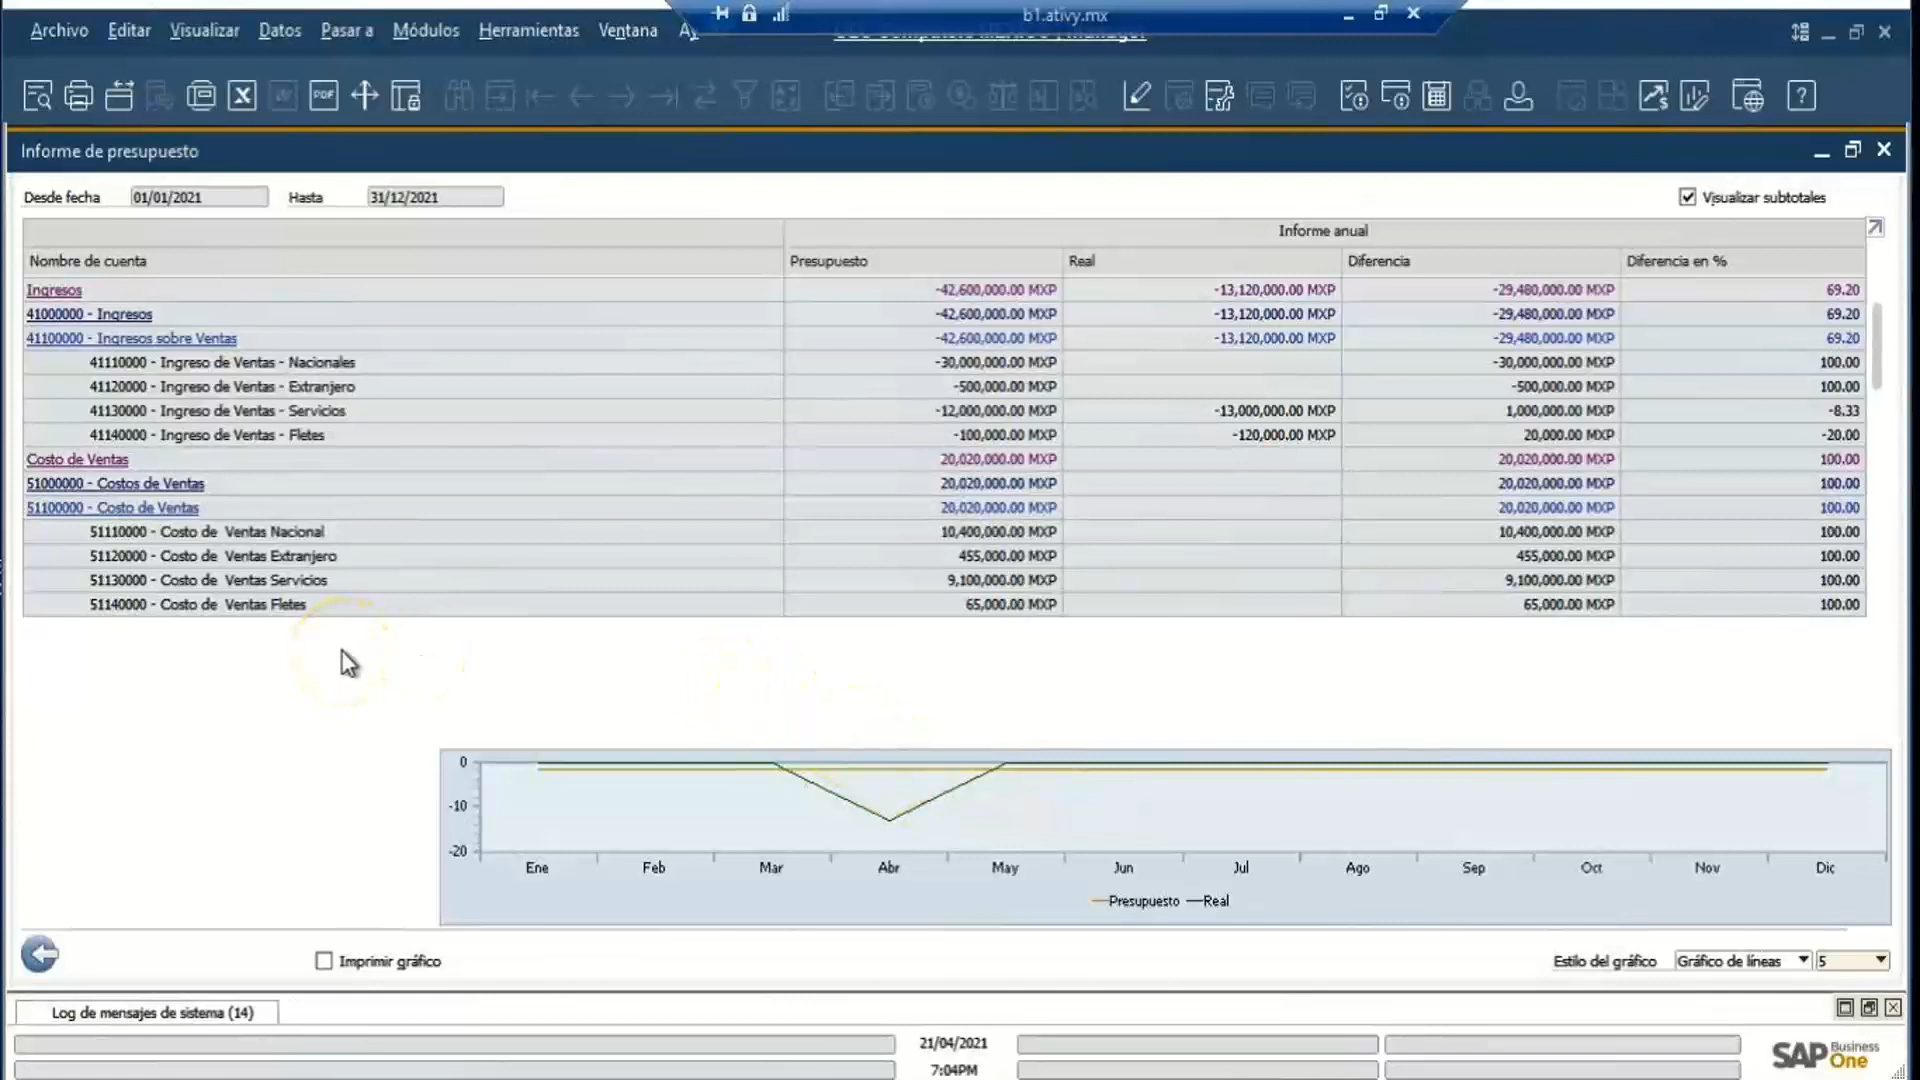 b1.ativy.mx
Archivo Editar Visualizar Datos Pasar a Módulos Herramientas Ventana
PDF
Informe de presupuesto
Desde fecha 01/01/2021 Hasta 31/12/2021 Visualizar subtotales
Informe anual
Nombre de cuenta Presupuesto Real Diferencia Diferencia en %
Ingresos -42,600,000.00 MXP -13,120,000.00 MXP -29,480,000.00 MXP 69.20
41000000 - Ingresos -42,600,000.00 MXP -13,120,000.00 MXP -29,480,000.00 MXP 69.20
41100000 - Ingresos sobre Ventas -42,600,000.00 MXP -13,120,000.00 MXP -29,480,000.00 MXP 69.20
41110000 - Ingreso de Ventas - Nacionales -30,000,000.00 MXP -30,000,000.00 MXP 100.00
41120000 - Ingreso de Ventas - Extranjero -500,000.00 MXP -500,000.00 MXP 100.00
41130000 - Ingreso de Ventas - Servicios -12,000,000.00 MXP -13,000,000.00 MXP 1,000,000.00 MXP -8.33
41140000 - Ingreso de Ventas - Fletes -100,000.00 MXP -120,000.00 MXP 20,000.00 MXP -20.00
Costo de Ventas 20,020,000.00 MXP 20,020,000.00 MXP 100.00
51000000 - Costos de Ventas 20,020,000.00 MXP 20,020,000.00 MXP 100.00
51100000 - Costo de Ventas 20,020,000.00 MXP 20,020,000.00 MXP 100.00
51110000 - Costo de Ventas Nacional 10,400,000.00 MXP 10,400,000.00 MXP 100.00
51120000 - Costo de Ventas Extranjero 455,000.00 MXP 455,000.00 MXP 100.00
51130000 - Costo de Ventas Servicios 9,100,000.00 MXP 9,100,000.00 MXP 100.00
51140000 - Costo de Ventas Fletes 65,000.00 MXP 65,000.00 MXP 100.00
0
-10
-20
Ene Feb Mar Abr May Jun Jul Ago Sep Oct Nov Dic
Presupuesto Real
Imprimir gráfico Estilo del gráfico Gráfico de líneas 5
Log de mensajes de sistema (14)
21/04/2021
7:04PM
SAP Business One